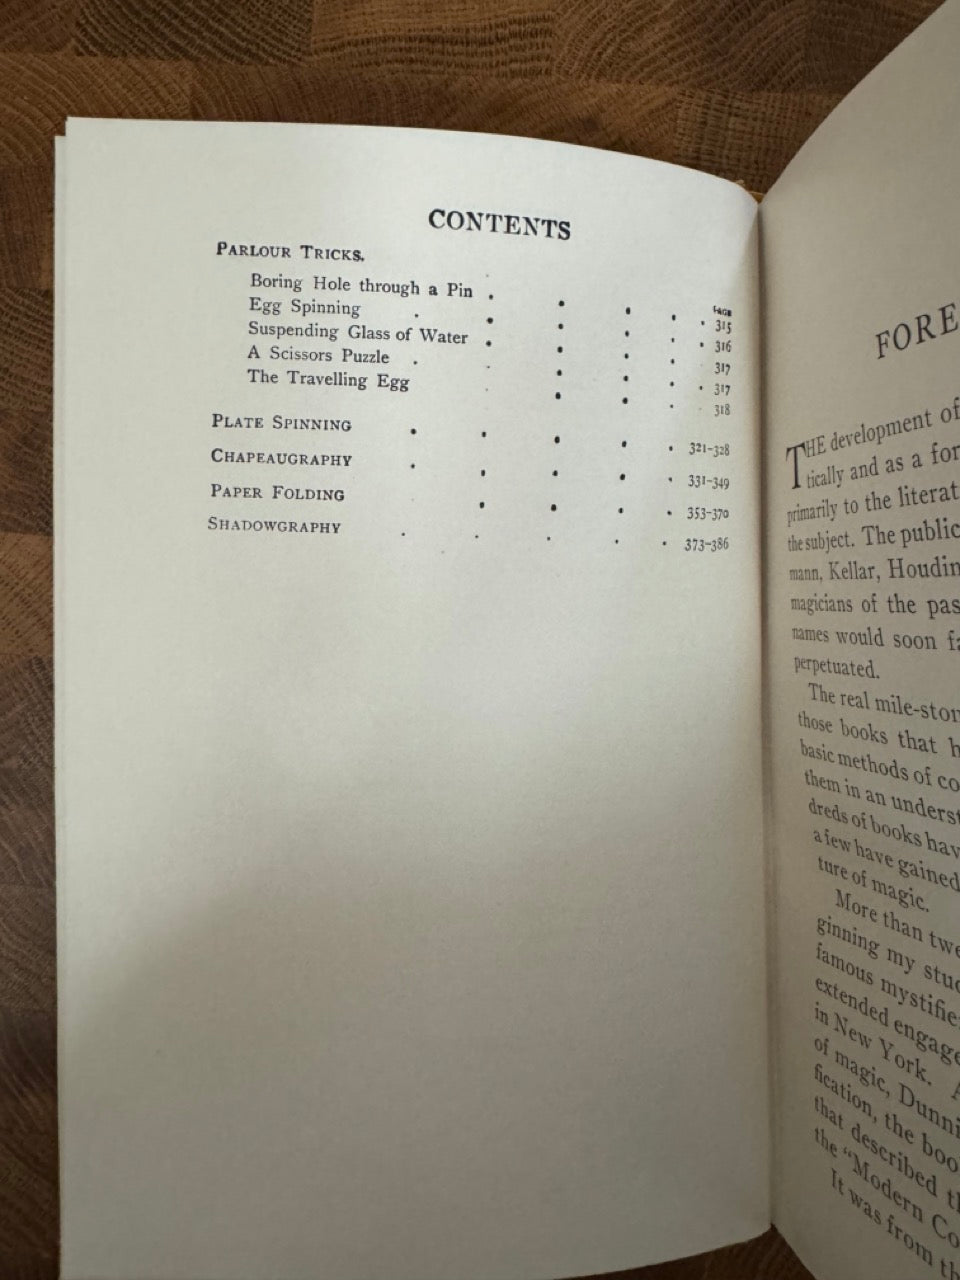 CONTENTS
PARLOUR TRICKS.
PAGE
Boring Hole through a Pin . . . . . 315
Egg Spinning . . . . . . 316
Suspending Glass of Water . . . . 317
A Scissors Puzzle . . . . . . 317
The Travelling Egg . . . . 318
PLATE SPINNING . . . . . 321-328
CHAPEAUGRAPHY . . . . . 331-349
PAPER FOLDING . . . . 353-370
SHADOWGRAPHY . . . . . 373-386
FORE
THE development of
tically and as a for
primarily to the literat
the subject. The public
mann, Kellar, Houdin
magicians of the pas
names would soon fa
perpetuated.
The real mile-ston
those books that h
basic methods of co
them in an underst
dreds of books hav
a few have gained
ture of magic.
More than twe
ginning my stud
famous mystifie
extended engage
in New York. A
of magic, Dunni
fication, the boo
that described th
the "Modern Co
It was from th